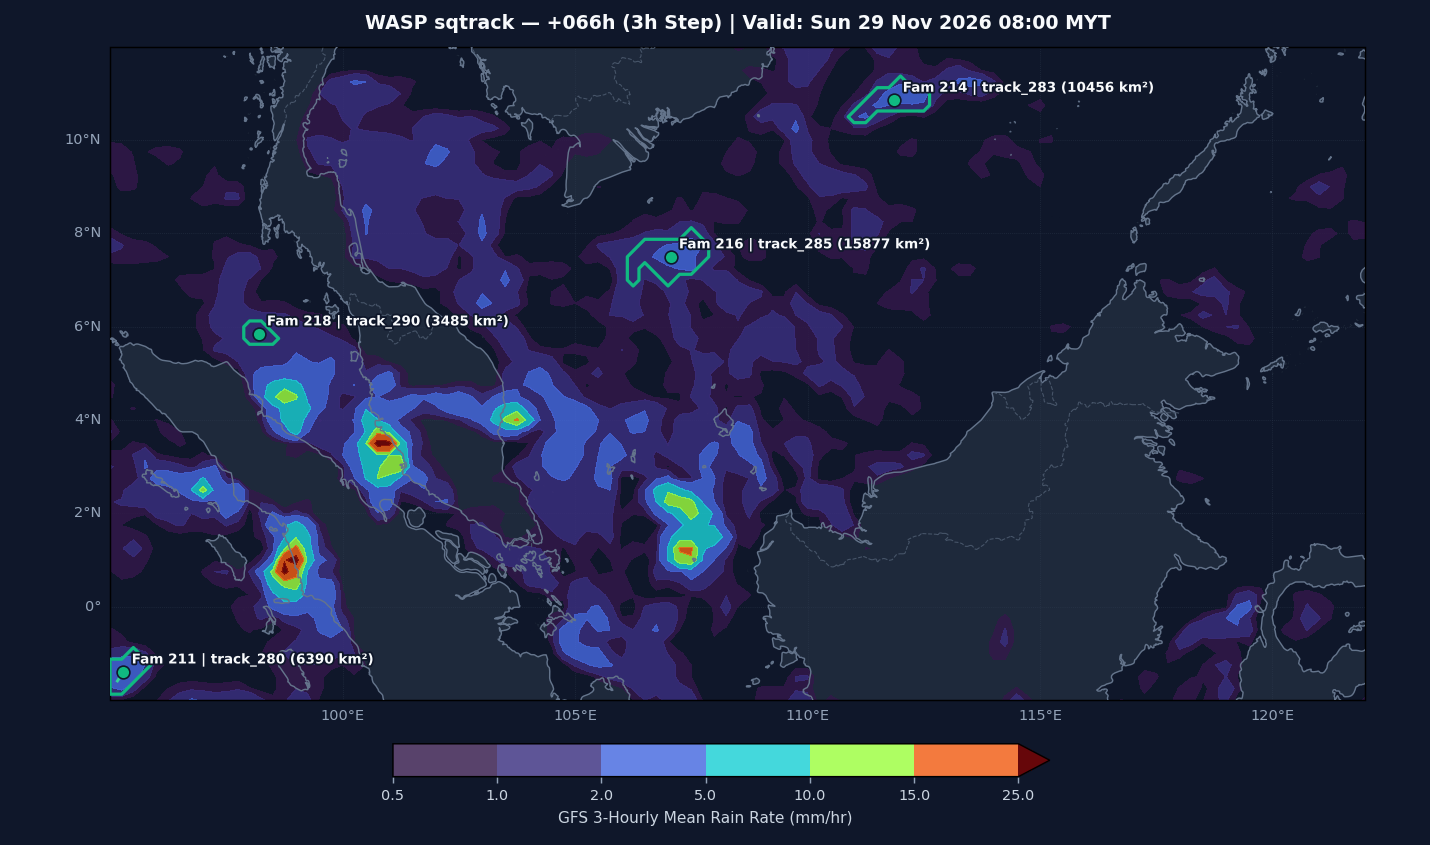 WASP sqtrack — +066h (3h Step) | Valid: Sun 29 Nov 2026 08:00 MYT
Fam 214 | track_283 (10456 km²)
10°N
8°N
Fam 216 | track_285 (15877 km²)
6°N
Fam 218 | track_290 (3485 km²)
4°N
2°N
0°
Fam 211 | track_280 (6390 km²)
100°E 105°E 110°E 115°E 120°E
0.5 1.0 2.0 5.0 10.0 15.0 25.0
GFS 3-Hourly Mean Rain Rate (mm/hr)